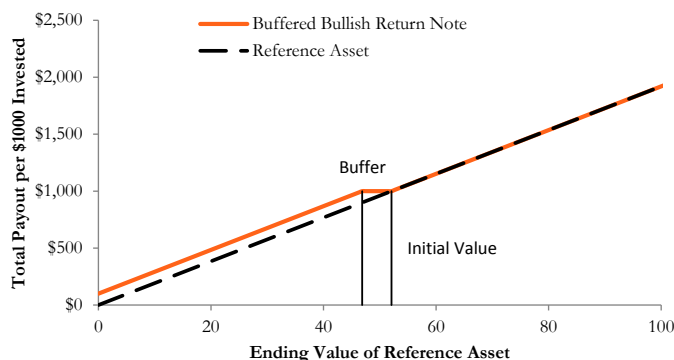 $2,500
Buffered Bullish Return Note
Reference Asset
$2,000
$1,500
Buffer
$1,000
$500
Initial Value
$0
0
20
40
60
80
100
Total Payout per $1000 Invested
Ending Value of Reference Asset